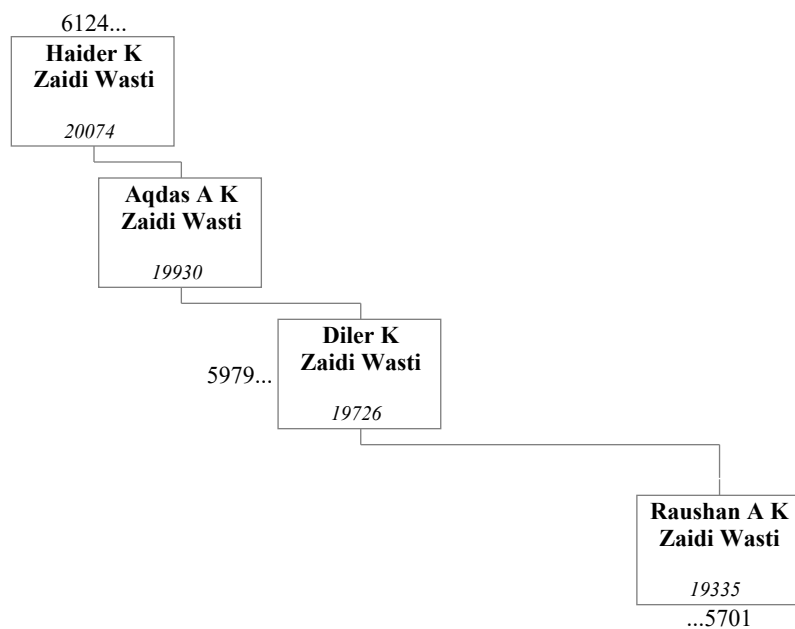 6124...
Haider K
Zaidi Wasti
20074
Aqdas A K
Zaidi Wasti
19930
Diler K
Zaidi Wasti
5979...
19726
Raushan A K
Zaidi Wasti
19335
...5701